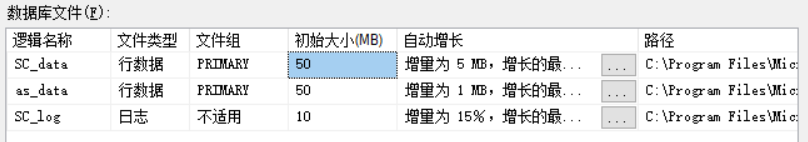 数据库文件(F):
逻辑名称 文件类型 文件组 初始大小(MB) 自动增长 路径
SC_data 行数据 PRIMARY 50 增量为 5 MB，增长的最... ... C:\Program Files\Mic
as_data 行数据 PRIMARY 50 增量为 1 MB，增长的最... ... C:\Program Files\Mic
SC_log 日志 不适用 10 增量为 15%，增长的最... ... C:\Program Files\Mic